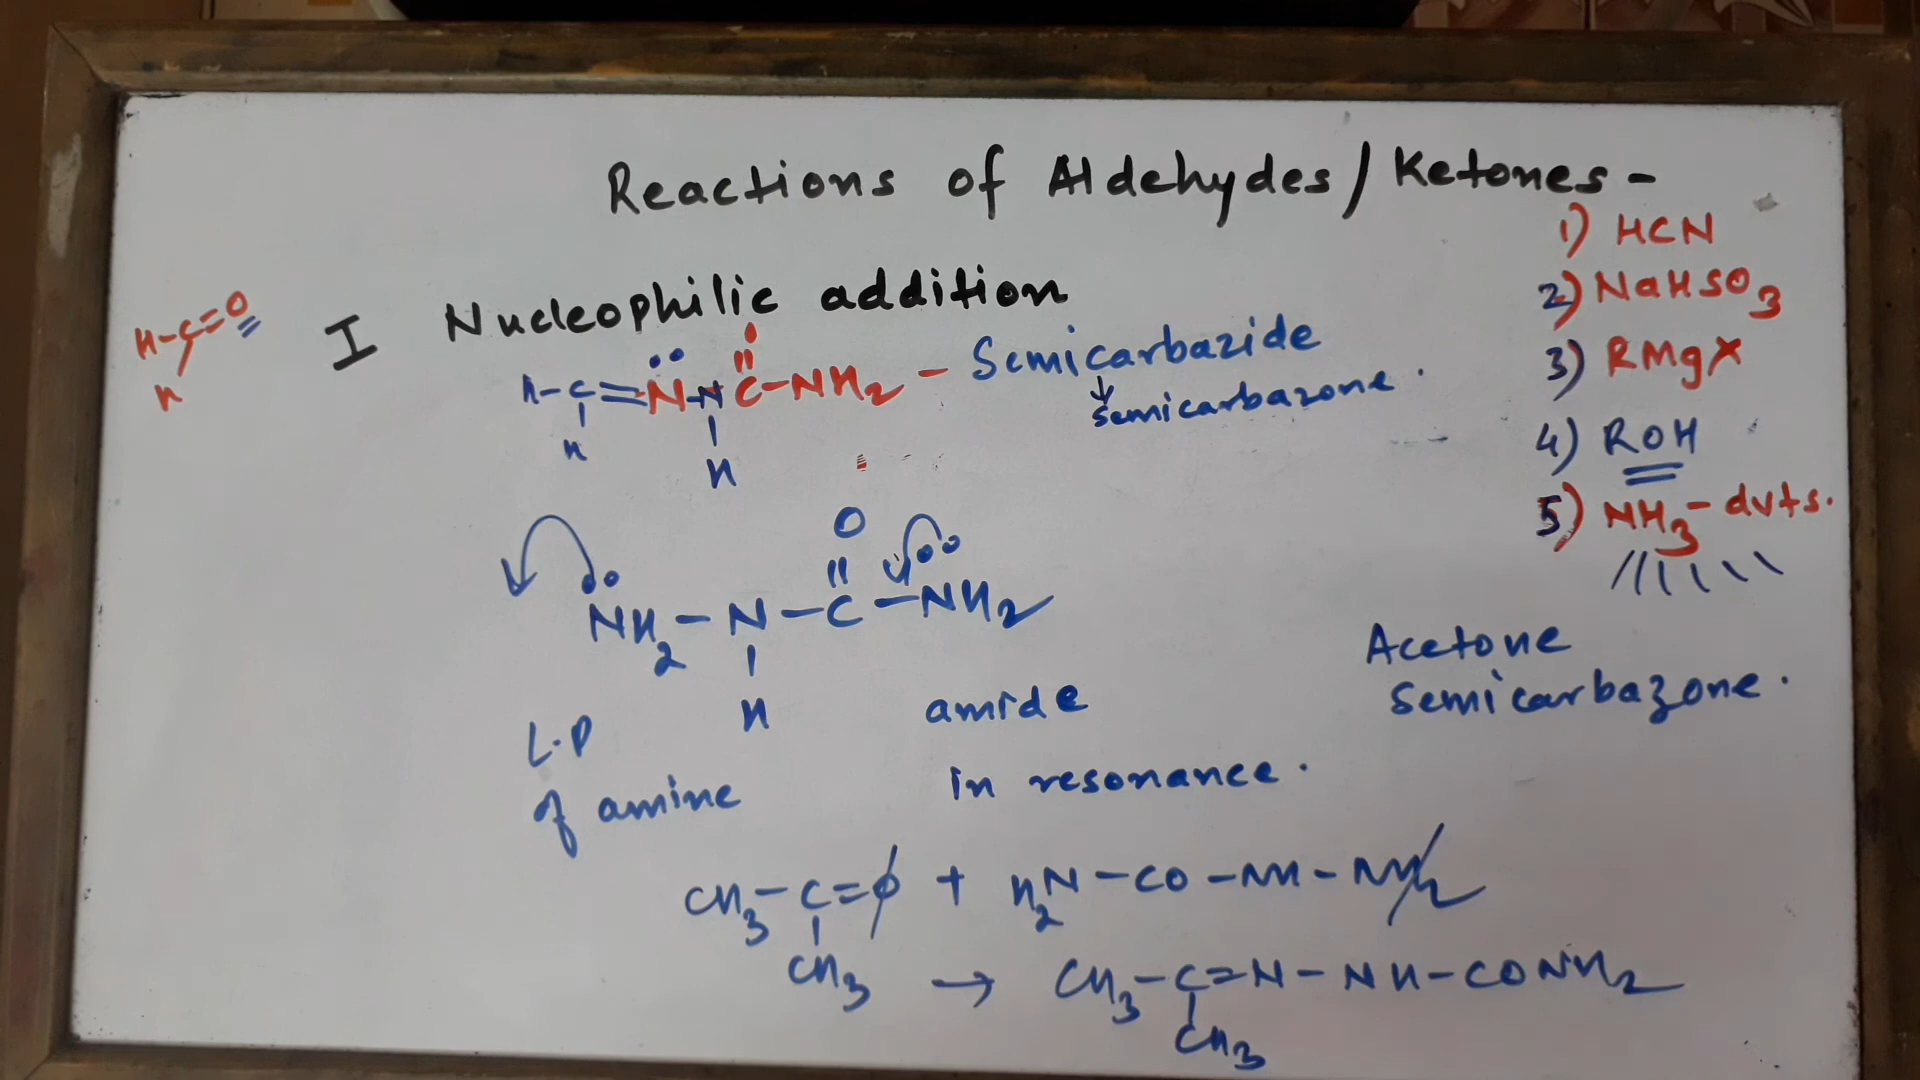 Reactions of Aldehydes/Ketones-
1) HCN
2) NaHSO3
3) RMgX
4) ROH
5) NH3-dvts.
H-C=O
H
I Nucleophilic addition
H-C=N-N C-NH2 - Semicarbazide
H H
↓
semicarbazone.
O
||
NH2-N-C-NH2
|
H
L.P
of amine
amide
in resonance.
Acetone
Semicarbazone.
CH3-C=O + H2N-CO-NH-NH2
|
CH3
→ CH3-C=N-NH-CONH2
|
CH3